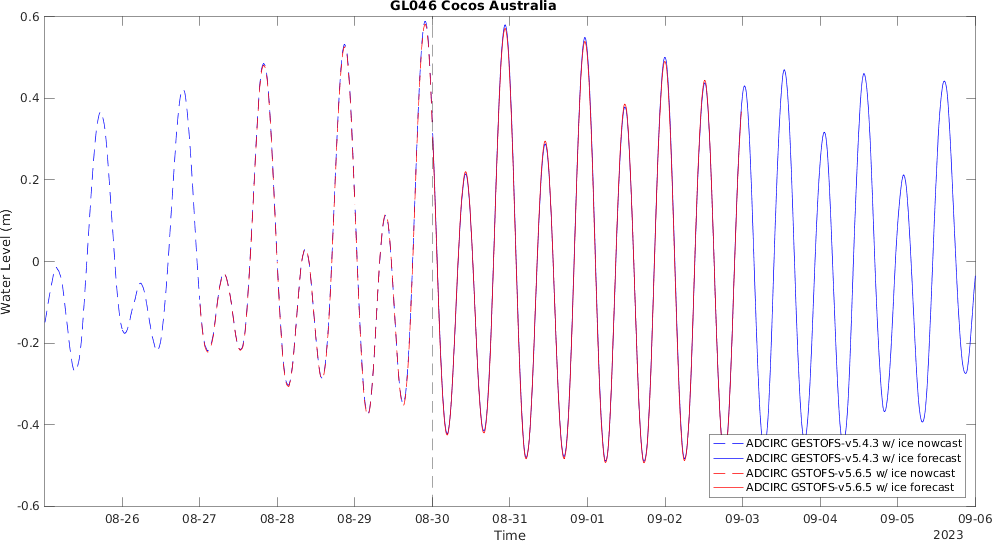 GL046 Cocos Australia
0.6
0.4
0.2
0
-0.2
-0.4
-0.6
Water Level (m)
ADCIRC GESTOFS-v5.4.3 w/ ice nowcast
ADCIRC GESTOFS-v5.4.3 w/ ice forecast
ADCIRC GSTOFS-v5.6.5 w/ ice nowcast
ADCIRC GSTOFS-v5.6.5 w/ ice forecast
08-26 08-27 08-28 08-29 08-30 08-31 09-01 09-02 09-03 09-04 09-05 09-06
Time
2023